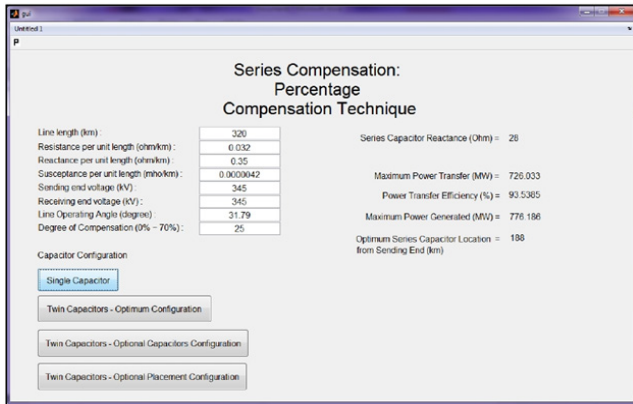 gui
Untitled 1
Series Compensation:
Percentage
Compensation Technique
Line length (km) : 320
Resistance per unit length (ohm/km) : 0.032
Reactance per unit length (ohm/km) : 0.35
Susceptance per unit length (mho/km) : 0.0000042
Sending end voltage (kV) : 345
Receiving end voltage (kV) : 345
Line Operating Angle (degree) : 31.79
Degree of Compensation (0% ~ 70%) : 25
Series Capacitor Reactance (Ohm) = 28
Maximum Power Transfer (MW) = 726.033
Power Transfer Efficiency (%) = 93.5385
Maximum Power Generated (MW) = 776.186
Optimum Series Capacitor Location = 188
from Sending End (km)
Capacitor Configuration
Single Capacitor
Twin Capacitors - Optimum Configuration
Twin Capacitors - Optional Capacitors Configuration
Twin Capacitors - Optional Placement Configuration